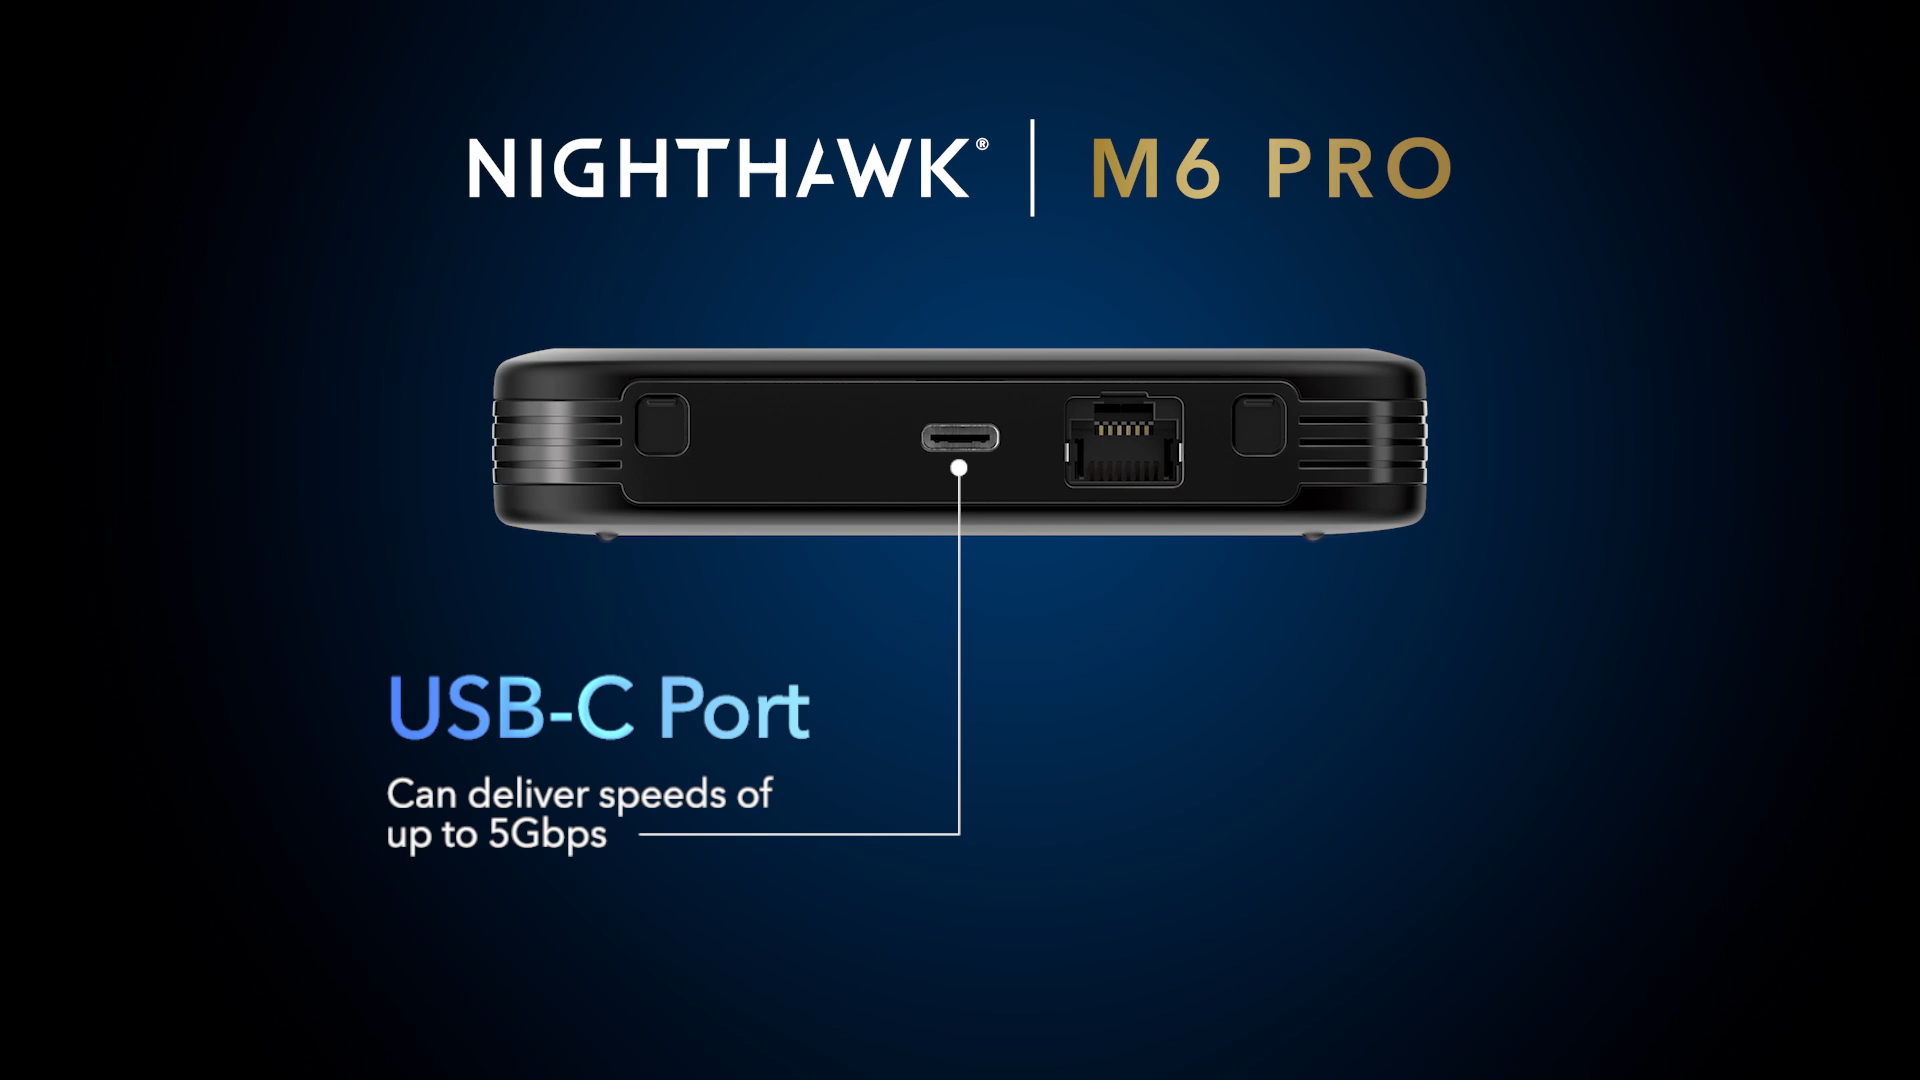 NIGHTHAWK® | M6 PRO
USB-C Port
Can deliver speeds of
up to 5Gbps